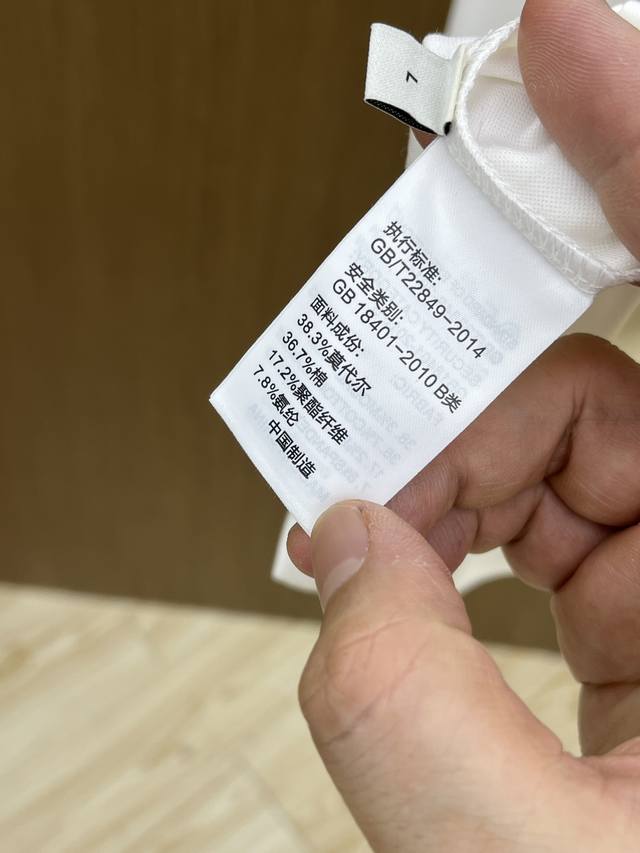 7
执行标准:
GB/T22849-2014
安全类别:
GB 18401-2010 B类
面料成份:
38.3%莫代尔
36.7%棉
17.2%聚酯纤维
7.8%氨纶
中国制造